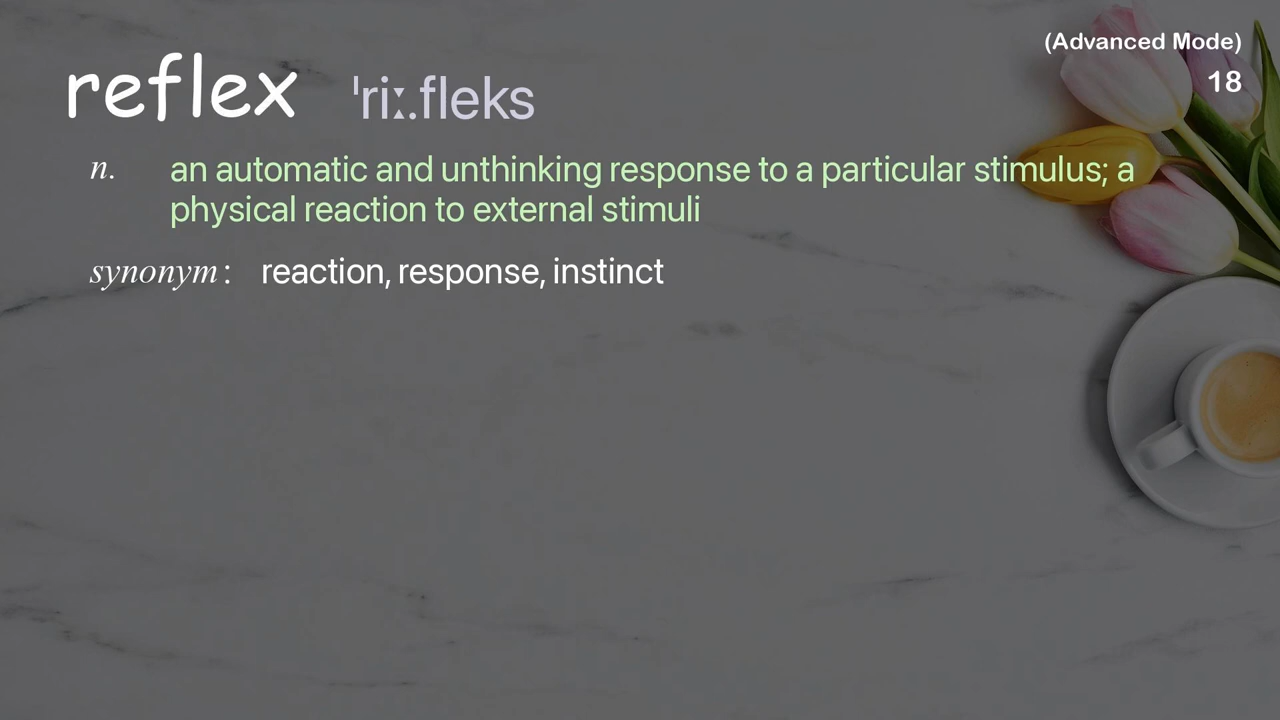 (Advanced Mode)
18
reflex ˈriː.fleks
n. an automatic and unthinking response to a particular stimulus; a
physical reaction to external stimuli
synonym: reaction, response, instinct